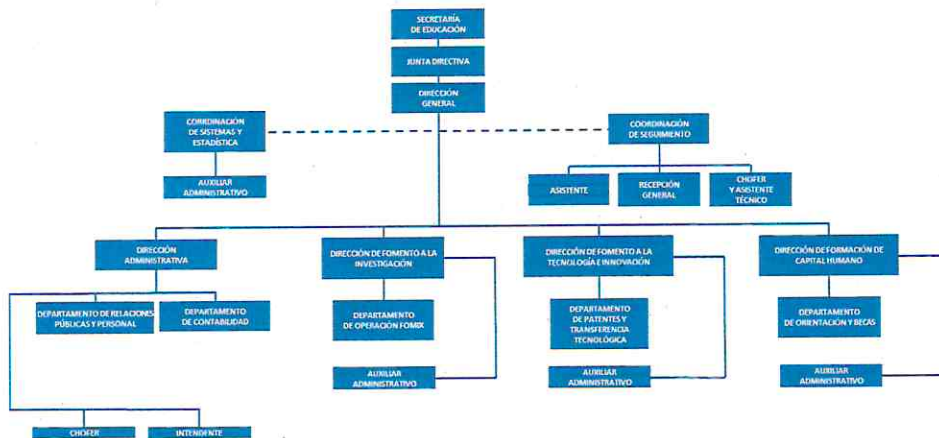 SECRETARÍA
DE EDUCACIÓN
JUNTA DIRECTIVA
DIRECCIÓN
GENERAL
COORDINACIÓN
DE SISTEMAS Y
ESTADÍSTICA
COORDINACIÓN
DE SEGUIMIENTO
AUXILIAR
ADMINISTRATIVO
ASISTENTE
RECEPCIÓN
GENERAL
CHOFER
Y ASISTENTE
TÉCNICO
DIRECCIÓN
ADMINISTRATIVA
DIRECCIÓN DE FOMENTO A LA
INVESTIGACIÓN
DIRECCIÓN DE FOMENTO A LA
TECNOLOGÍA E INNOVACIÓN
DIRECCIÓN DE FORMACIÓN DE
CAPITAL HUMANO
DEPARTAMENTO DE RELACIONES
PÚBLICAS Y PERSONAL
DEPARTAMENTO
DE CONTABILIDAD
DEPARTAMENTO
DE OPERACIÓN FOMIX
DEPARTAMENTO
DE PATENTES Y
TRANSFERENCIA
TECNOLÓGICA
DEPARTAMENTO
DE ORIENTACIÓN Y BECAS
AUXILIAR
ADMINISTRATIVO
AUXILIAR
ADMINISTRATIVO
AUXILIAR
ADMINISTRATIVO
CHOFER
INTENDENTE